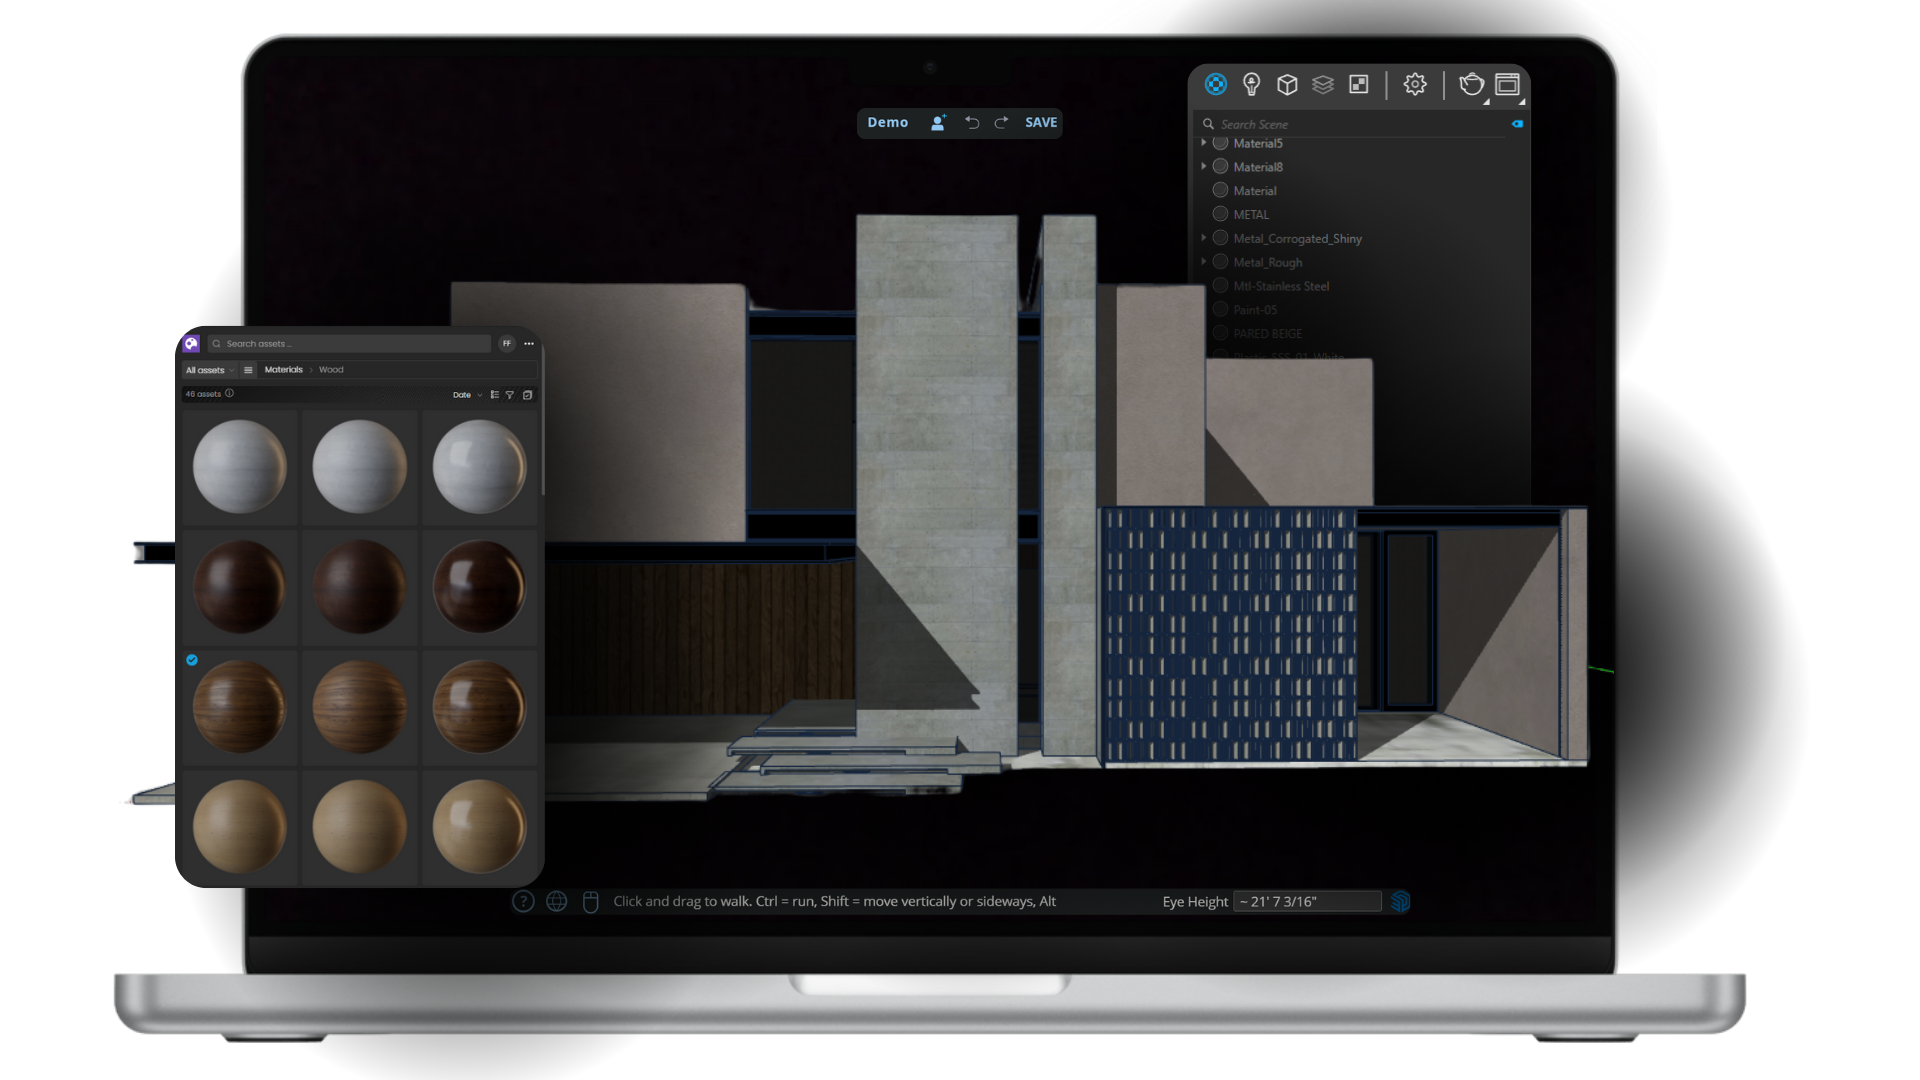 Demo
SAVE
Search Scene
Material5
Material8
Material
METAL
Metal_Corrogated_Shiny
Metal_Rough
Mtl-Stainless Steel
Paint-05
PARED BEIGE
Plastic_SSS_01_White
Search assets ...
FF
All assets
Materials > Wood
46 assets
Date
Click and drag to walk. Ctrl = run, Shift = move vertically or sideways, Alt
Eye Height ~ 21' 7 3/16"